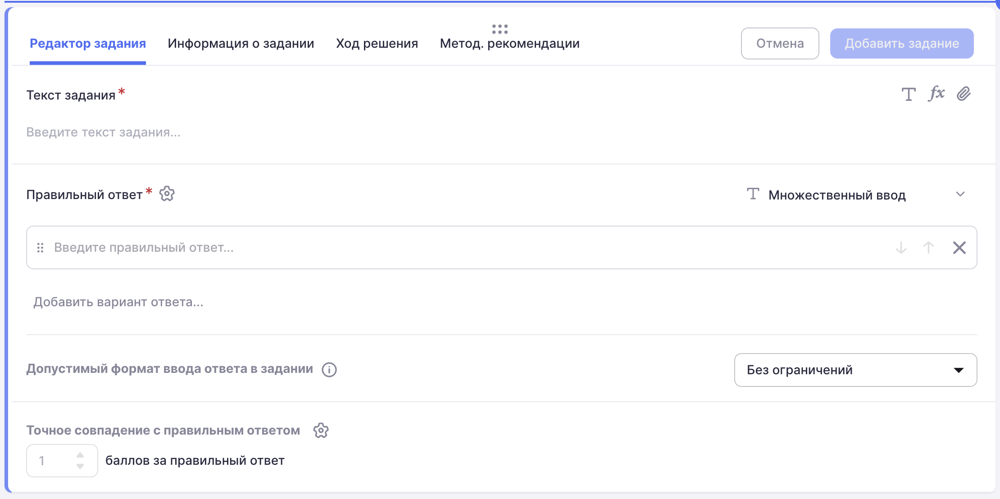 Редактор задания Информация о задании Ход решения Метод. рекомендации Отмена Добавить задание
Текст задания*
Введите текст задания...
Правильный ответ* Множественный ввод
Введите правильный ответ...
Добавить вариант ответа...
Допустимый формат ввода ответа в задании Без ограничений
Точное совпадение с правильным ответом
1 баллов за правильный ответ